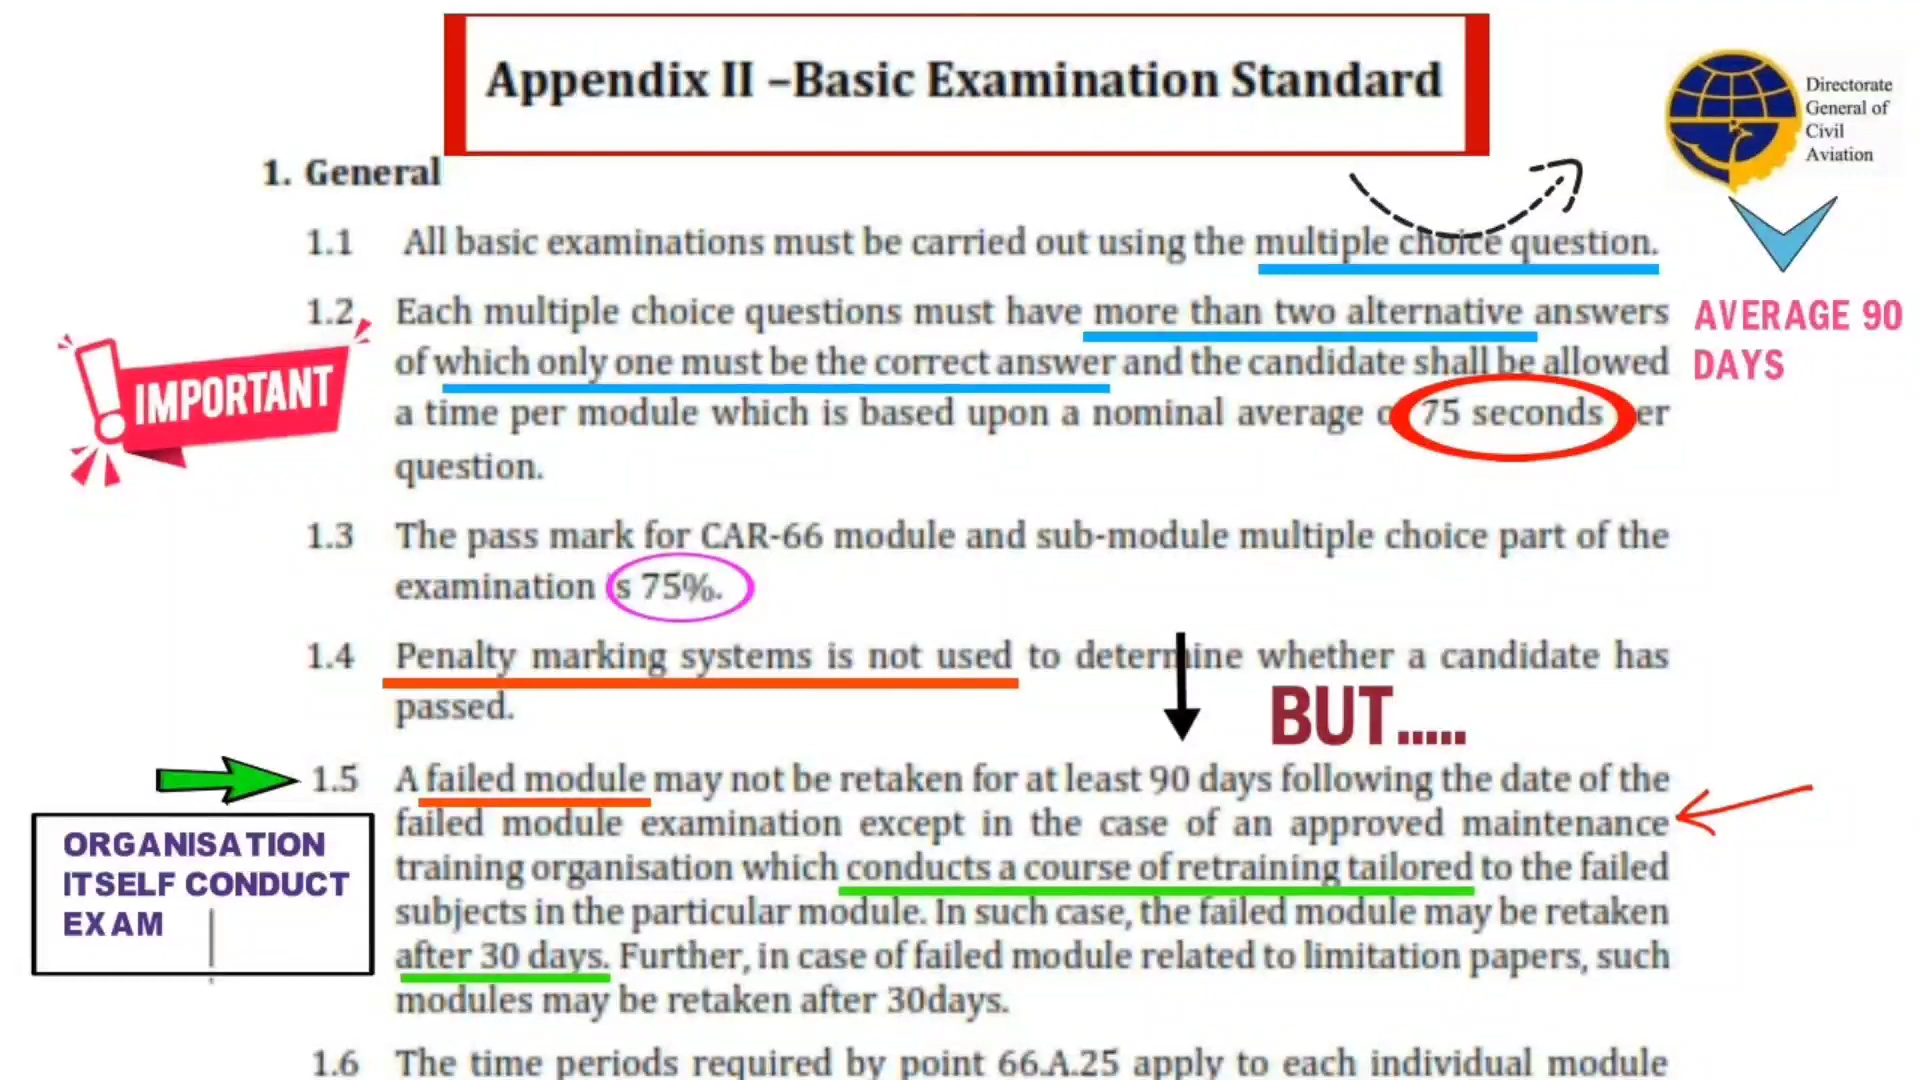 Appendix II –Basic Examination Standard
Directorate
General of
Civil
Aviation
1. General
1.1 All basic examinations must be carried out using the multiple choice question.
1.2 Each multiple choice questions must have more than two alternative answers
of which only one must be the correct answer and the candidate shall be allowed
a time per module which is based upon a nominal average o 75 seconds er
question.
AVERAGE 90
DAYS
IMPORTANT
1.3 The pass mark for CAR-66 module and sub-module multiple choice part of the
examination is 75%.
1.4 Penalty marking systems is not used to determine whether a candidate has
passed.
BUT.....
1.5 A failed module may not be retaken for at least 90 days following the date of the
failed module examination except in the case of an approved maintenance
training organisation which conducts a course of retraining tailored to the failed
subjects in the particular module. In such case, the failed module may be retaken
after 30 days. Further, in case of failed module related to limitation papers, such
modules may be retaken after 30days.
ORGANISATION
ITSELF CONDUCT
EXAM
1.6 The time periods required by point 66.A.25 apply to each individual module